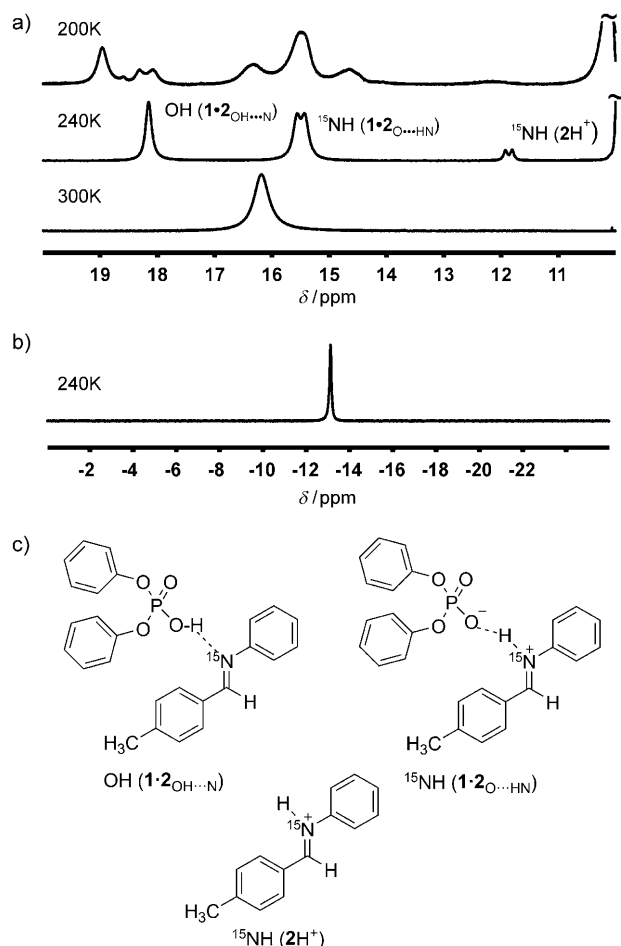 a)
200K
240K
OH (1•2OH•••N)
¹⁵NH (1•2O•••HN)
¹⁵NH (2H⁺)
300K
19 18 17 16 15 14 13 12 11
δ/ppm
b)
240K
-2 -4 -6 -8 -10 -12 -14 -16 -18 -20 -22
δ/ppm
c)
O O
P
O O-H
¹⁵N
H
H₃C
OH (1·2OH···N)
O O
P
O O⁻ H
¹⁵N⁺
H
H₃C
¹⁵NH (1·2O···HN)
H
¹⁵N⁺
H
H₃C
¹⁵NH (2H⁺)